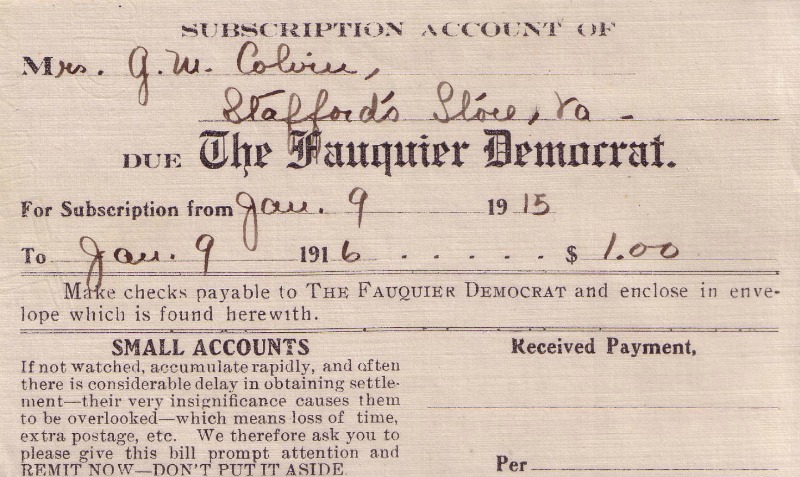 SUBSCRIPTION ACCOUNT OF
Mrs. G. M. Colvin,
Stafford's Store, Va -
DUE The Fauquier Democrat.
For Subscription from Jan. 9 1915
To Jan. 9 1916 . . . . . . $ 1.00
Make checks payable to THE FAUQUIER DEMOCRAT and enclose in enve-
lope which is found herewith.
SMALL ACCOUNTS
If not watched, accumulate rapidly, and often
there is considerable delay in obtaining settle-
ment—their very insignificance causes them
to be overlooked—which means loss of time,
extra postage, etc. We therefore ask you to
please give this bill prompt attention and
REMIT NOW—DON'T PUT IT ASIDE
Received Payment,
Per